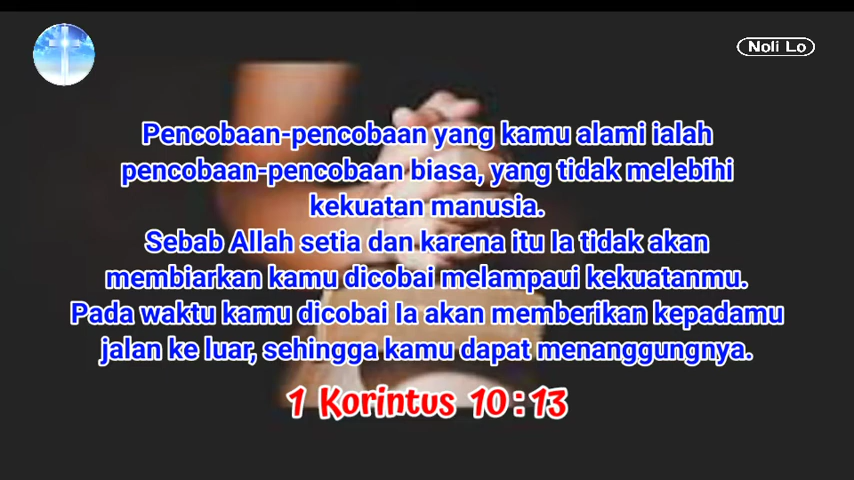 Noli Lo
Pencobaan-pencobaan yang kamu alami ialah
pencobaan-pencobaan biasa, yang tidak melebihi
kekuatan manusia.
Sebab Allah setia dan karena itu Ia tidak akan
membiarkan kamu dicobai melampaui kekuatanmu.
Pada waktu kamu dicobai Ia akan memberikan kepadamu
jalan ke luar, sehingga kamu dapat menanggungnya.
1 Korintus 10:13